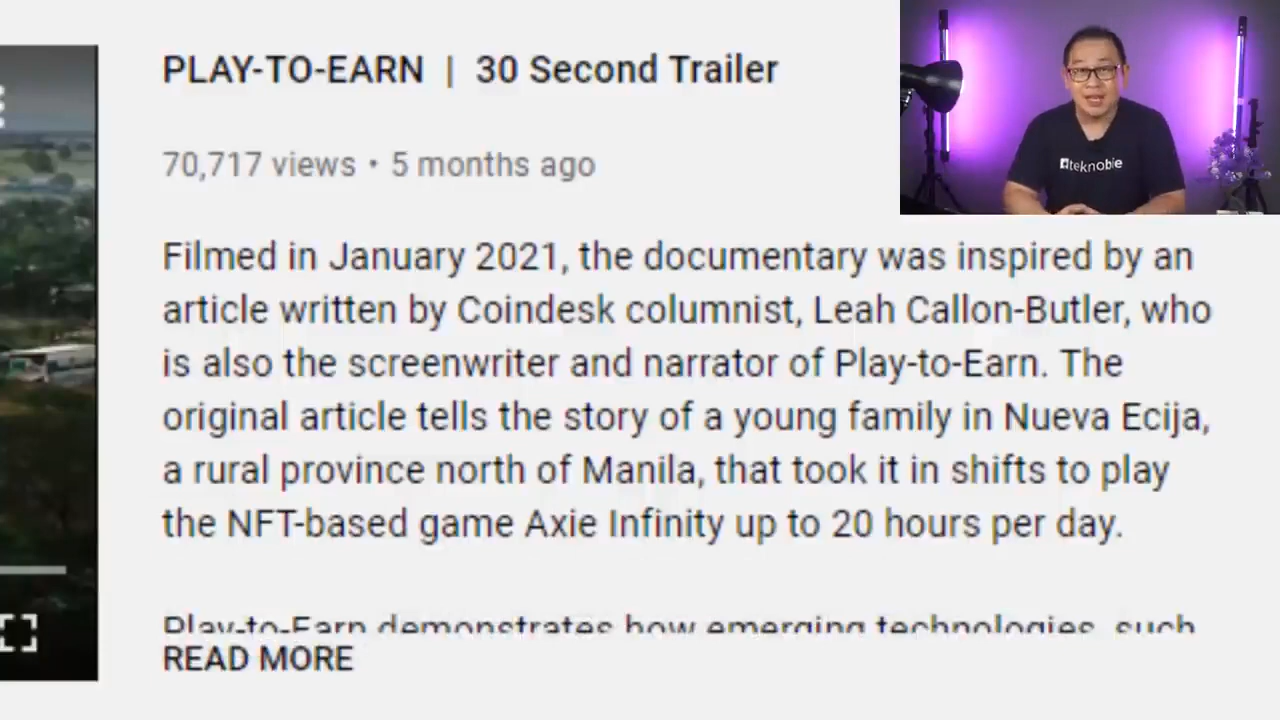 PLAY-TO-EARN | 30 Second Trailer
70,717 views • 5 months ago
teknobie
Filmed in January 2021, the documentary was inspired by an
article written by Coindesk columnist, Leah Callon-Butler, who
is also the screenwriter and narrator of Play-to-Earn. The
original article tells the story of a young family in Nueva Ecija,
a rural province north of Manila, that took it in shifts to play
the NFT-based game Axie Infinity up to 20 hours per day.
Play-to-Earn demonstrates how emerging technologies, such
READ MORE